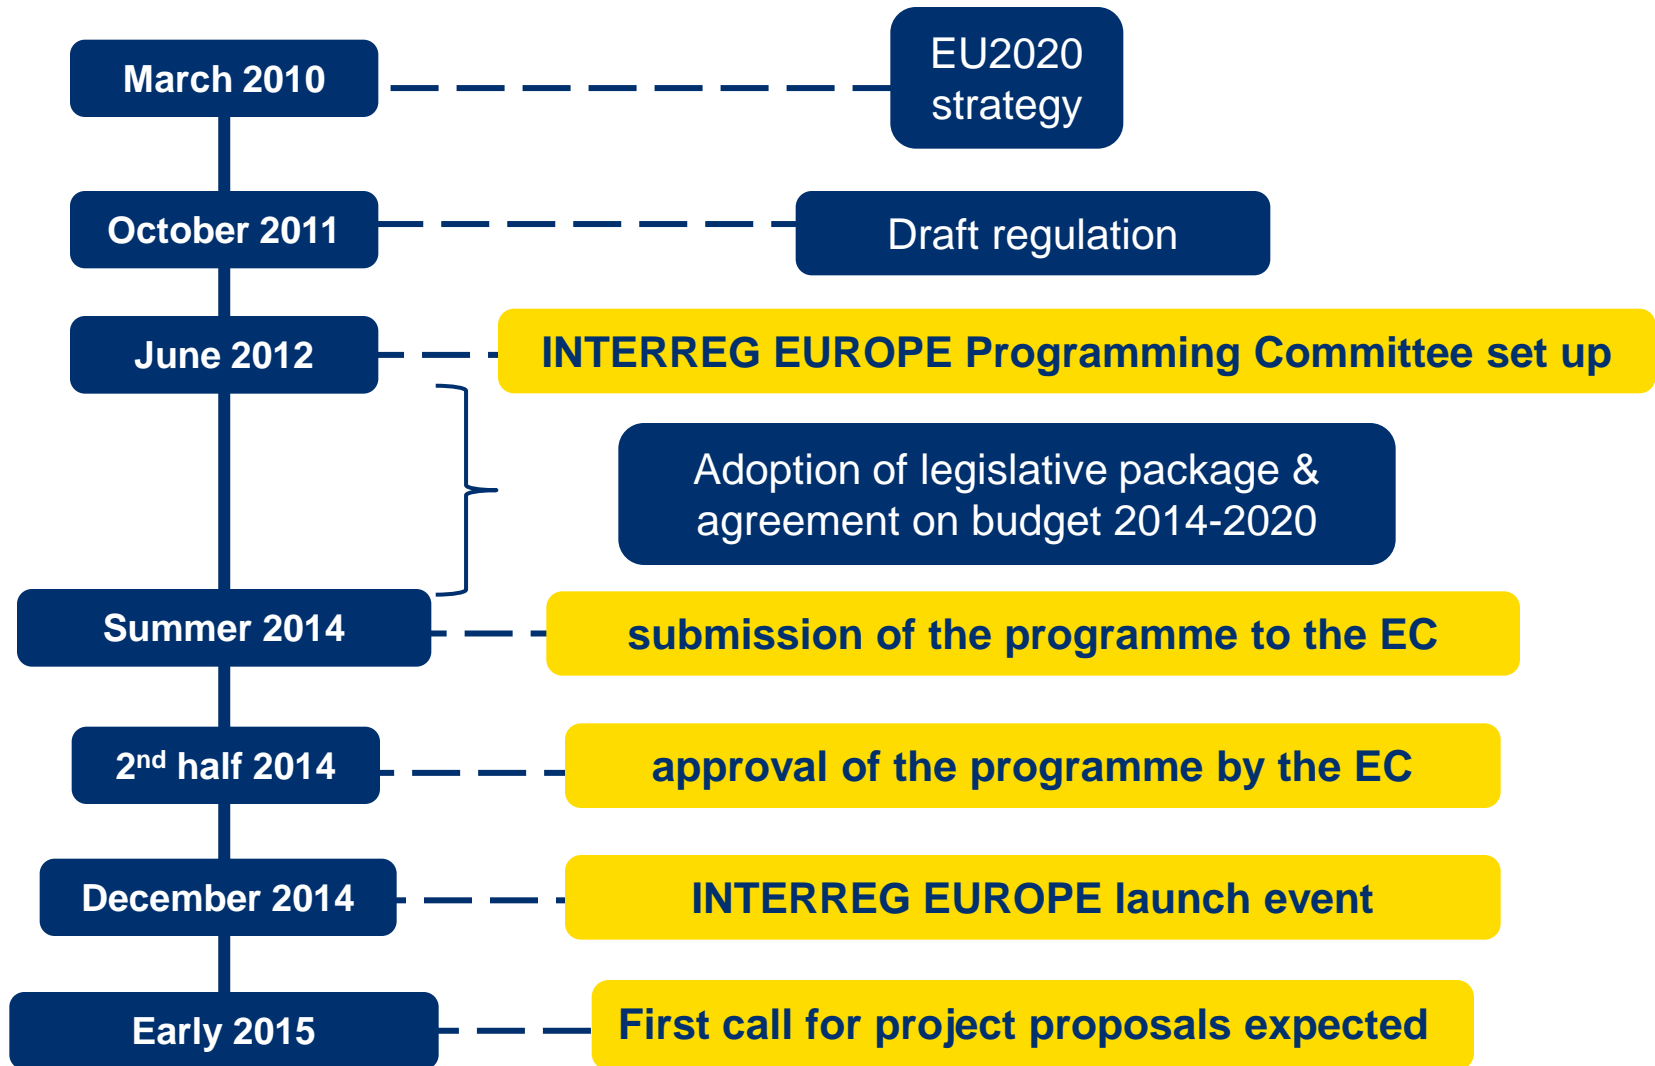 March 2010
EU2020
strategy
October 2011
Draft regulation
June 2012
INTERREG EUROPE Programming Committee set up
Adoption of legislative package &
agreement on budget 2014-2020
Summer 2014
submission of the programme to the EC
2nd half 2014
approval of the programme by the EC
December 2014
INTERREG EUROPE launch event
Early 2015
First call for project proposals expected